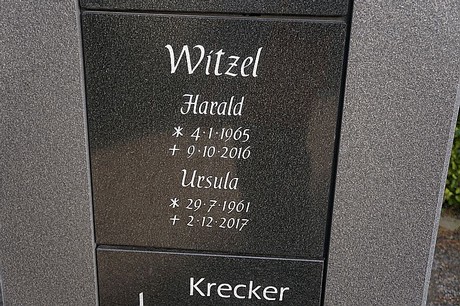 Witzel
Harald
* 4·1·1965
+ 9·10·2016
Ursula
* 29·7·1961
+ 2·12·2017
Krecker